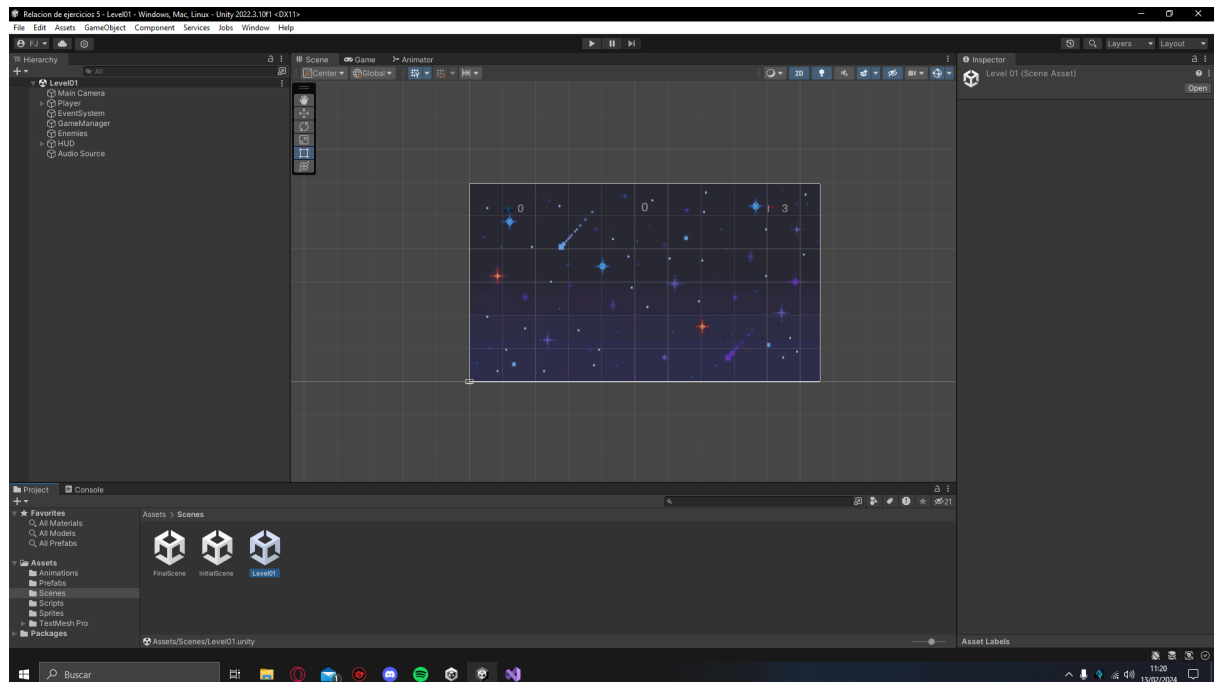 Relacion de ejercicios 5 - Level01 - Windows, Mac, Linux - Unity 2022.3.10f1 <DX11>
File Edit Assets GameObject Component Services Jobs Window Help
FJ
Layers Layout
Hierarchy
Scene Game Animator
Inspector
All
Center Global
2D
Level 01 (Scene Asset)
Open
Level01
Main Camera
Player
EventSystem
GameManager
Enemies
HUD
Audio Source
0 0 3
Project Console
21
Favorites
All Materials
All Models
All Prefabs
Assets
Animations
Prefabs
Scenes
Scripts
Sprites
TextMesh Pro
Packages
Assets > Scenes
FinalScene InitialScene Level01
Assets/Scenes/Level01.unity
Asset Labels
Buscar
11:20
13/02/2024